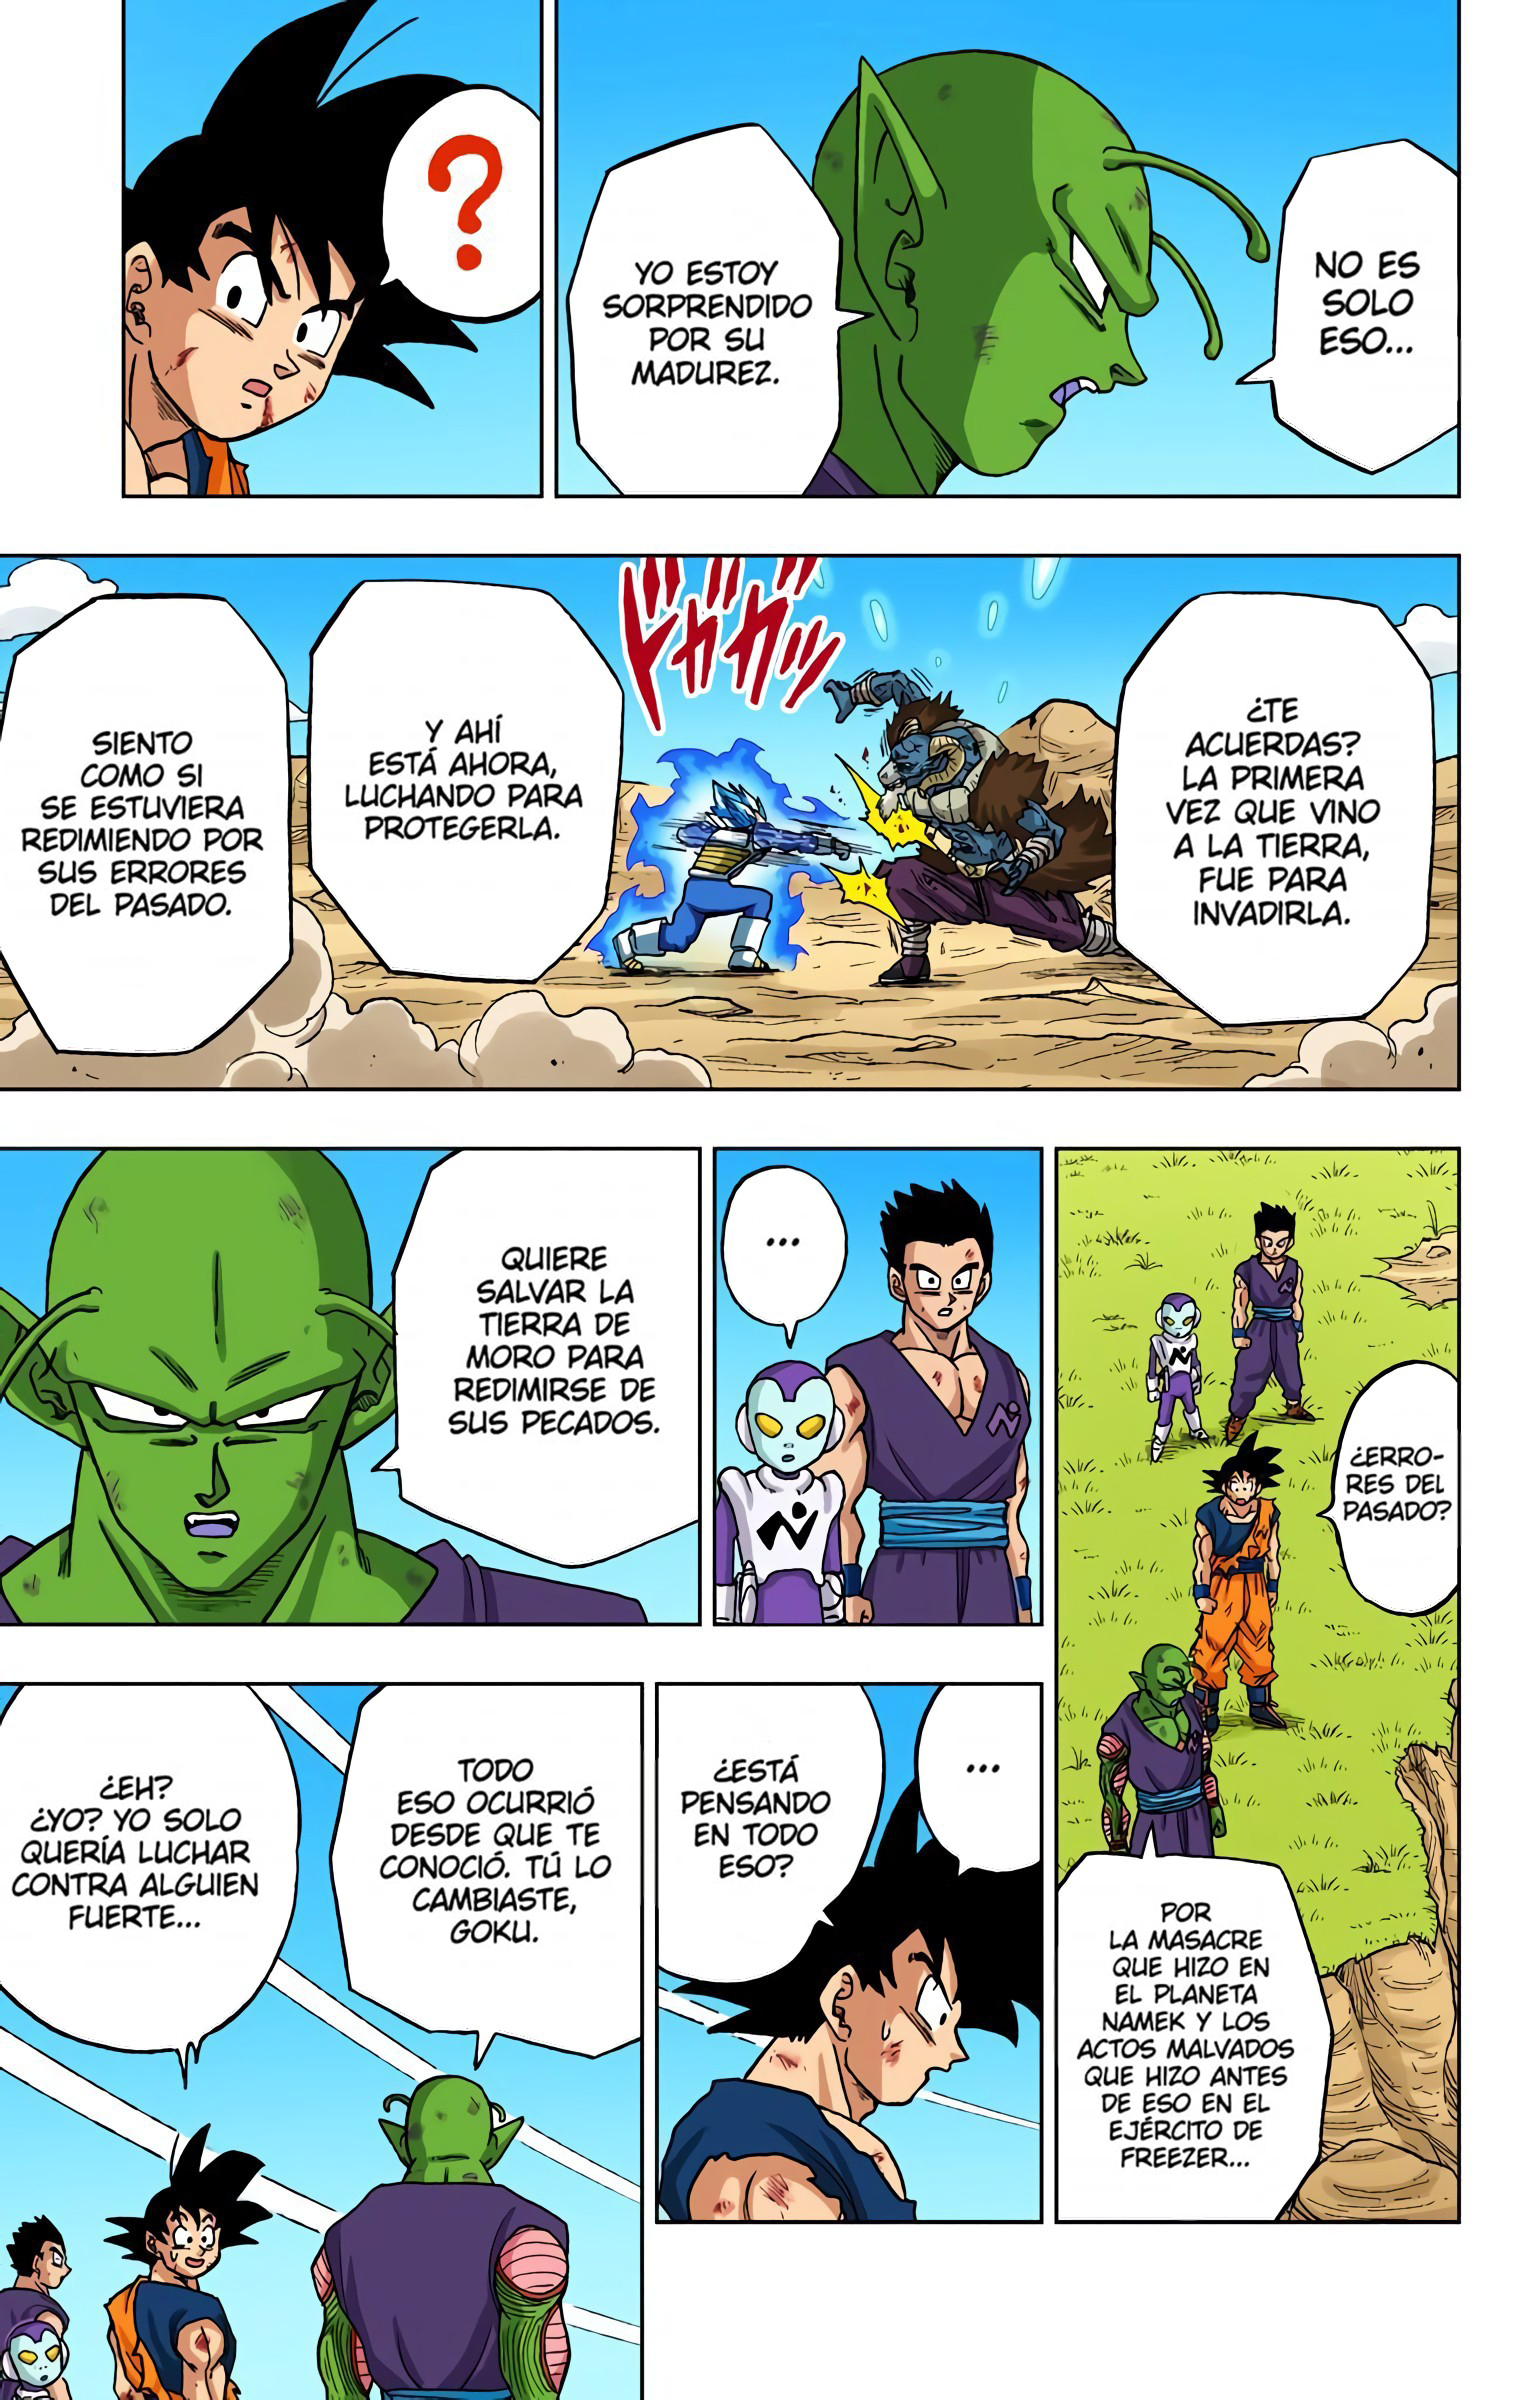 NO ES
SOLO
ESO...
YO ESTOY
SORPRENDIDO
POR SU
MADUREZ.
?
¿TE
ACUERDAS?
LA PRIMERA
VEZ QUE VINO
A LA TIERRA,
FUE PARA
INVADIRLA.
ドガガガッ
Y AHÍ
ESTÁ AHORA,
LUCHANDO PARA
PROTEGERLA.
SIENTO
COMO SI
SE ESTUVIERA
REDIMIENDO POR
SUS ERRORES
DEL PASADO.
¿ERRO-
RES DEL
PASADO?
POR
LA MASACRE
QUE HIZO EN
EL PLANETA
NAMEK Y LOS
ACTOS MALVADOS
QUE HIZO ANTES
DE ESO EN EL
EJÉRCITO DE
FREEZER...
...
QUIERE
SALVAR LA
TIERRA DE
MORO PARA
REDIMIRSE DE
SUS PECADOS.
...
¿ESTÁ
PENSANDO
EN TODO
ESO?
TODO
ESO OCURRIÓ
DESDE QUE TE
CONOCIÓ. TÚ LO
CAMBIASTE,
GOKU.
¿EH?
¿YO? YO SOLO
QUERÍA LUCHAR
CONTRA ALGUIEN
FUERTE...